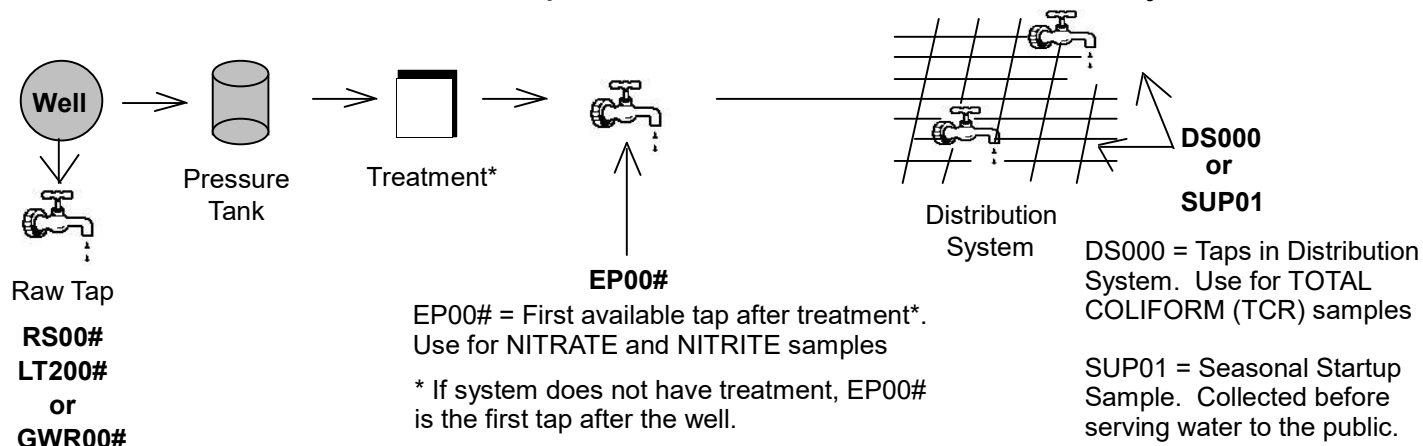 Well
Pressure
Tank
Treatment*
Raw Tap
RS00#
LT200#
or
GWR00#
EP00#
EP00# = First available tap after treatment*.
Use for NITRATE and NITRITE samples
* If system does not have treatment, EP00#
is the first tap after the well.
Distribution
System
DS000
or
SUP01
DS000 = Taps in Distribution
System. Use for TOTAL
COLIFORM (TCR) samples
SUP01 = Seasonal Startup
Sample. Collected before
serving water to the public.